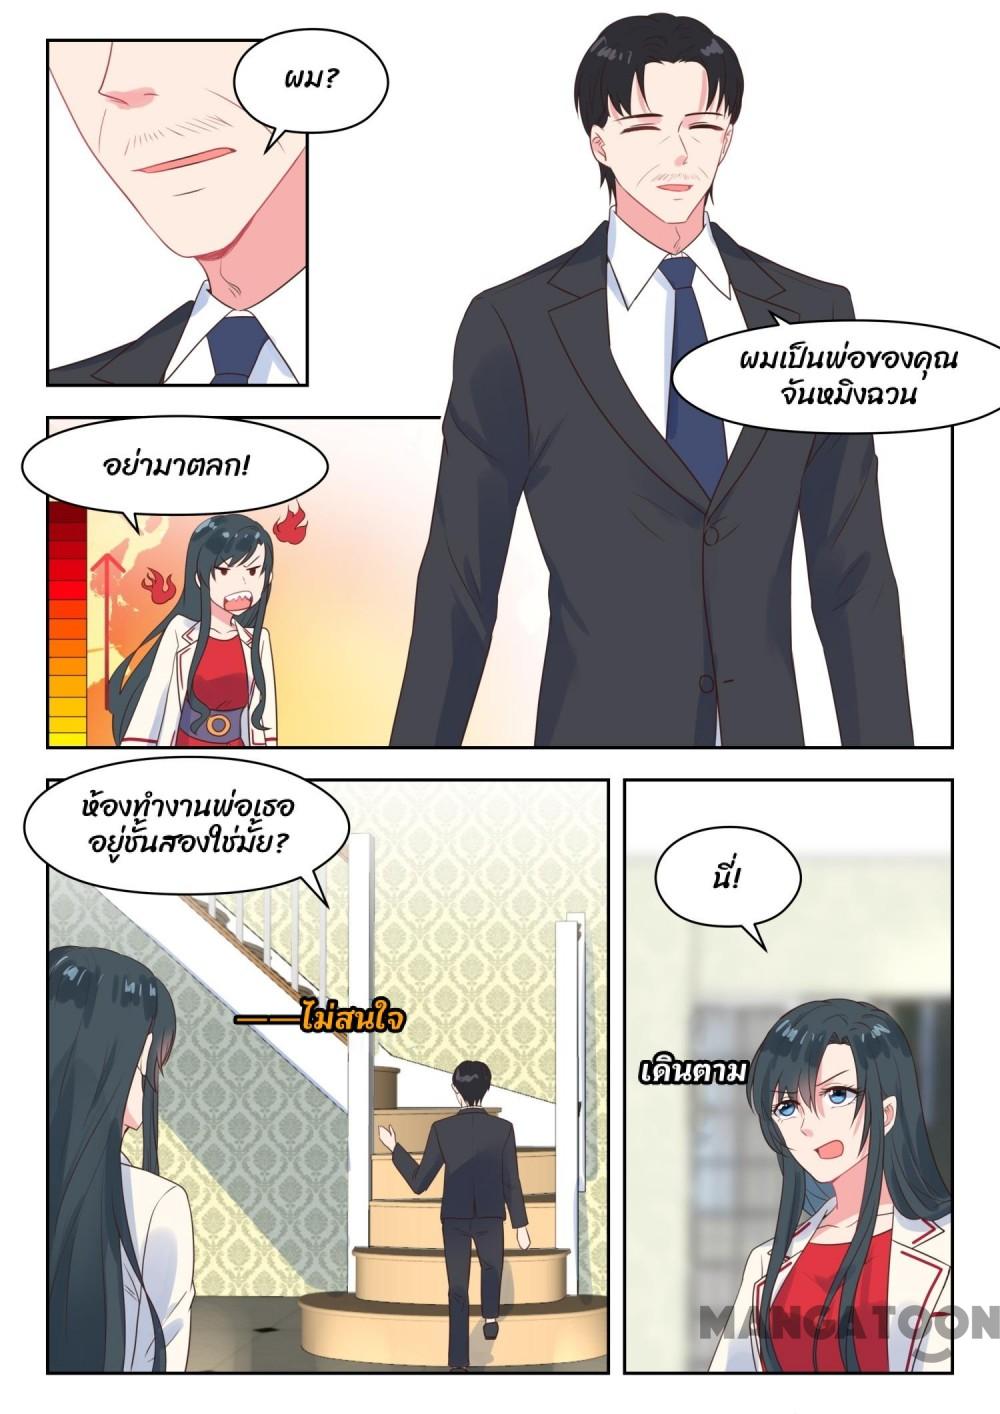 ผม?
ผมเป็นพ่อของคุณ
จันหมิงฉวน
อย่ามาตลก!
ห้องทำงานพ่อเธอ
อยู่ชั้นสองใช่มั้ย?
——ไม่สนใจ
นี่!
เดินตาม
MANGATOON